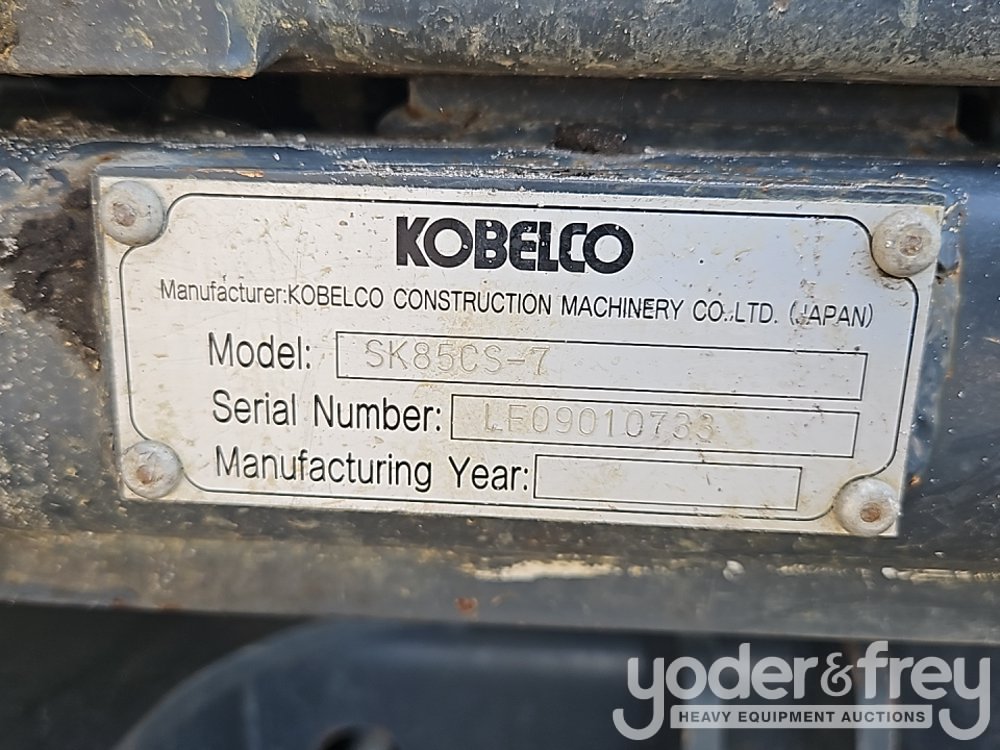 KOBELCO
Manufacturer:KOBELCO CONSTRUCTION MACHINERY CO.,LTD. (JAPAN)
Model: SK85CS-7
Serial Number: LF09010733
Manufacturing Year:
yoder&frey
HEAVY EQUIPMENT AUCTIONS